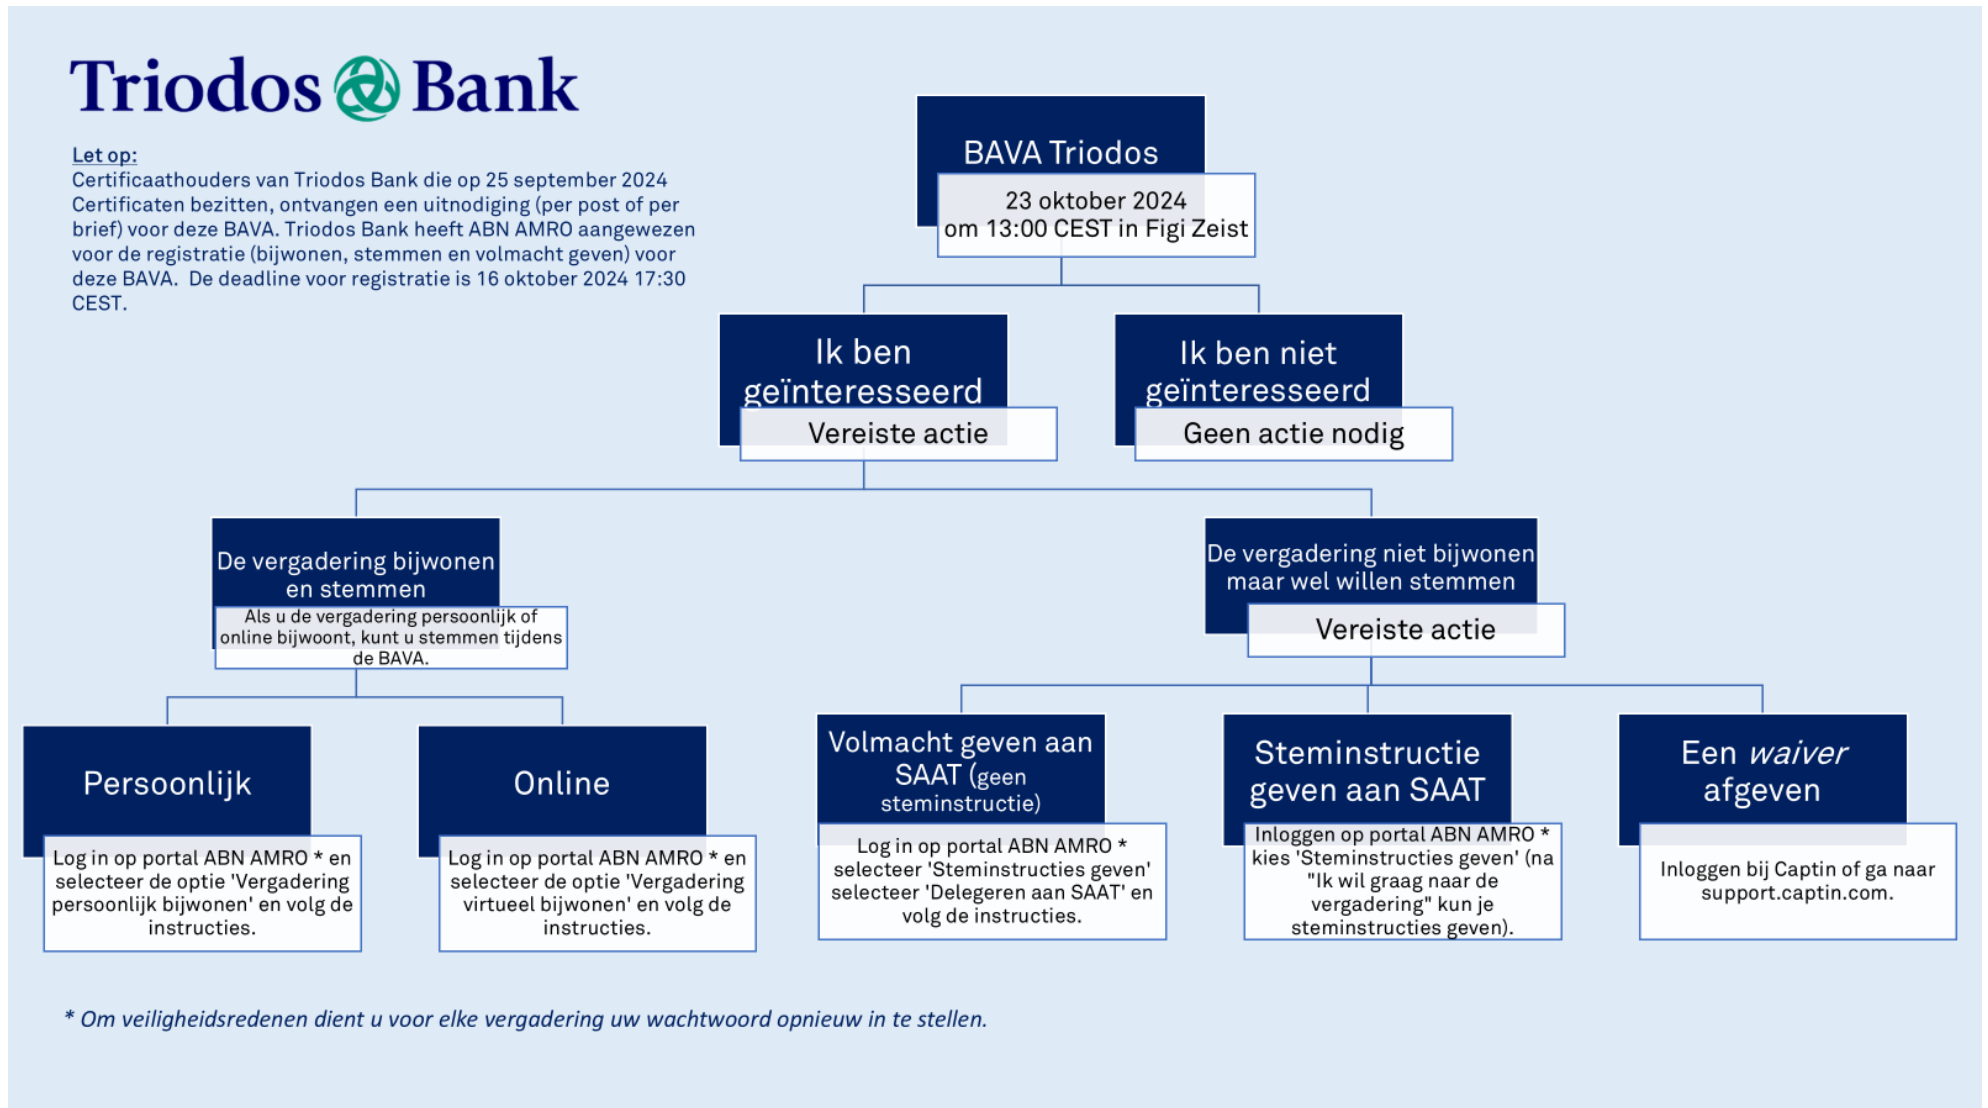 Triodos Bank
Let op:
Certificaathouders van Triodos Bank die op 25 september 2024
Certificaten bezitten, ontvangen een uitnodiging (per post of per
brief) voor deze BAVA. Triodos Bank heeft ABN AMRO aangewezen
voor de registratie (bijwonen, stemmen en volmacht geven) voor
deze BAVA.  De deadline voor registratie is 16 oktober 2024 17:30
CEST.
BAVA Triodos
23 oktober 2024
om 13:00 CEST in Figi Zeist
Ik ben
geïnteresseerd
Vereiste actie
Ik ben niet
geïnteresseerd
Geen actie nodig
De vergadering bijwonen
en stemmen
Als u de vergadering persoonlijk of
online bijwoont, kunt u stemmen tijdens
de BAVA.
De vergadering niet bijwonen
maar wel willen stemmen
Vereiste actie
Persoonlijk
Log in op portal ABN AMRO * en
selecteer de optie 'Vergadering
persoonlijk bijwonen' en volg de
instructies.
Online
Log in op portal ABN AMRO * en
selecteer de optie 'Vergadering
virtueel bijwonen' en volg de
instructies.
Volmacht geven aan
SAAT (geen
steminstructie)
Log in op portal ABN AMRO *
selecteer 'Steminstructies geven'
selecteer 'Delegeren aan SAAT' en
volg de instructies.
Steminstructie
geven aan SAAT
Inloggen op portal ABN AMRO *
kies 'Steminstructies geven' (na
"Ik wil graag naar de
vergadering" kun je
steminstructies geven).
Een waiver
afgeven
Inloggen bij Captin of ga naar
support.captin.com.
* Om veiligheidsredenen dient u voor elke vergadering uw wachtwoord opnieuw in te stellen.